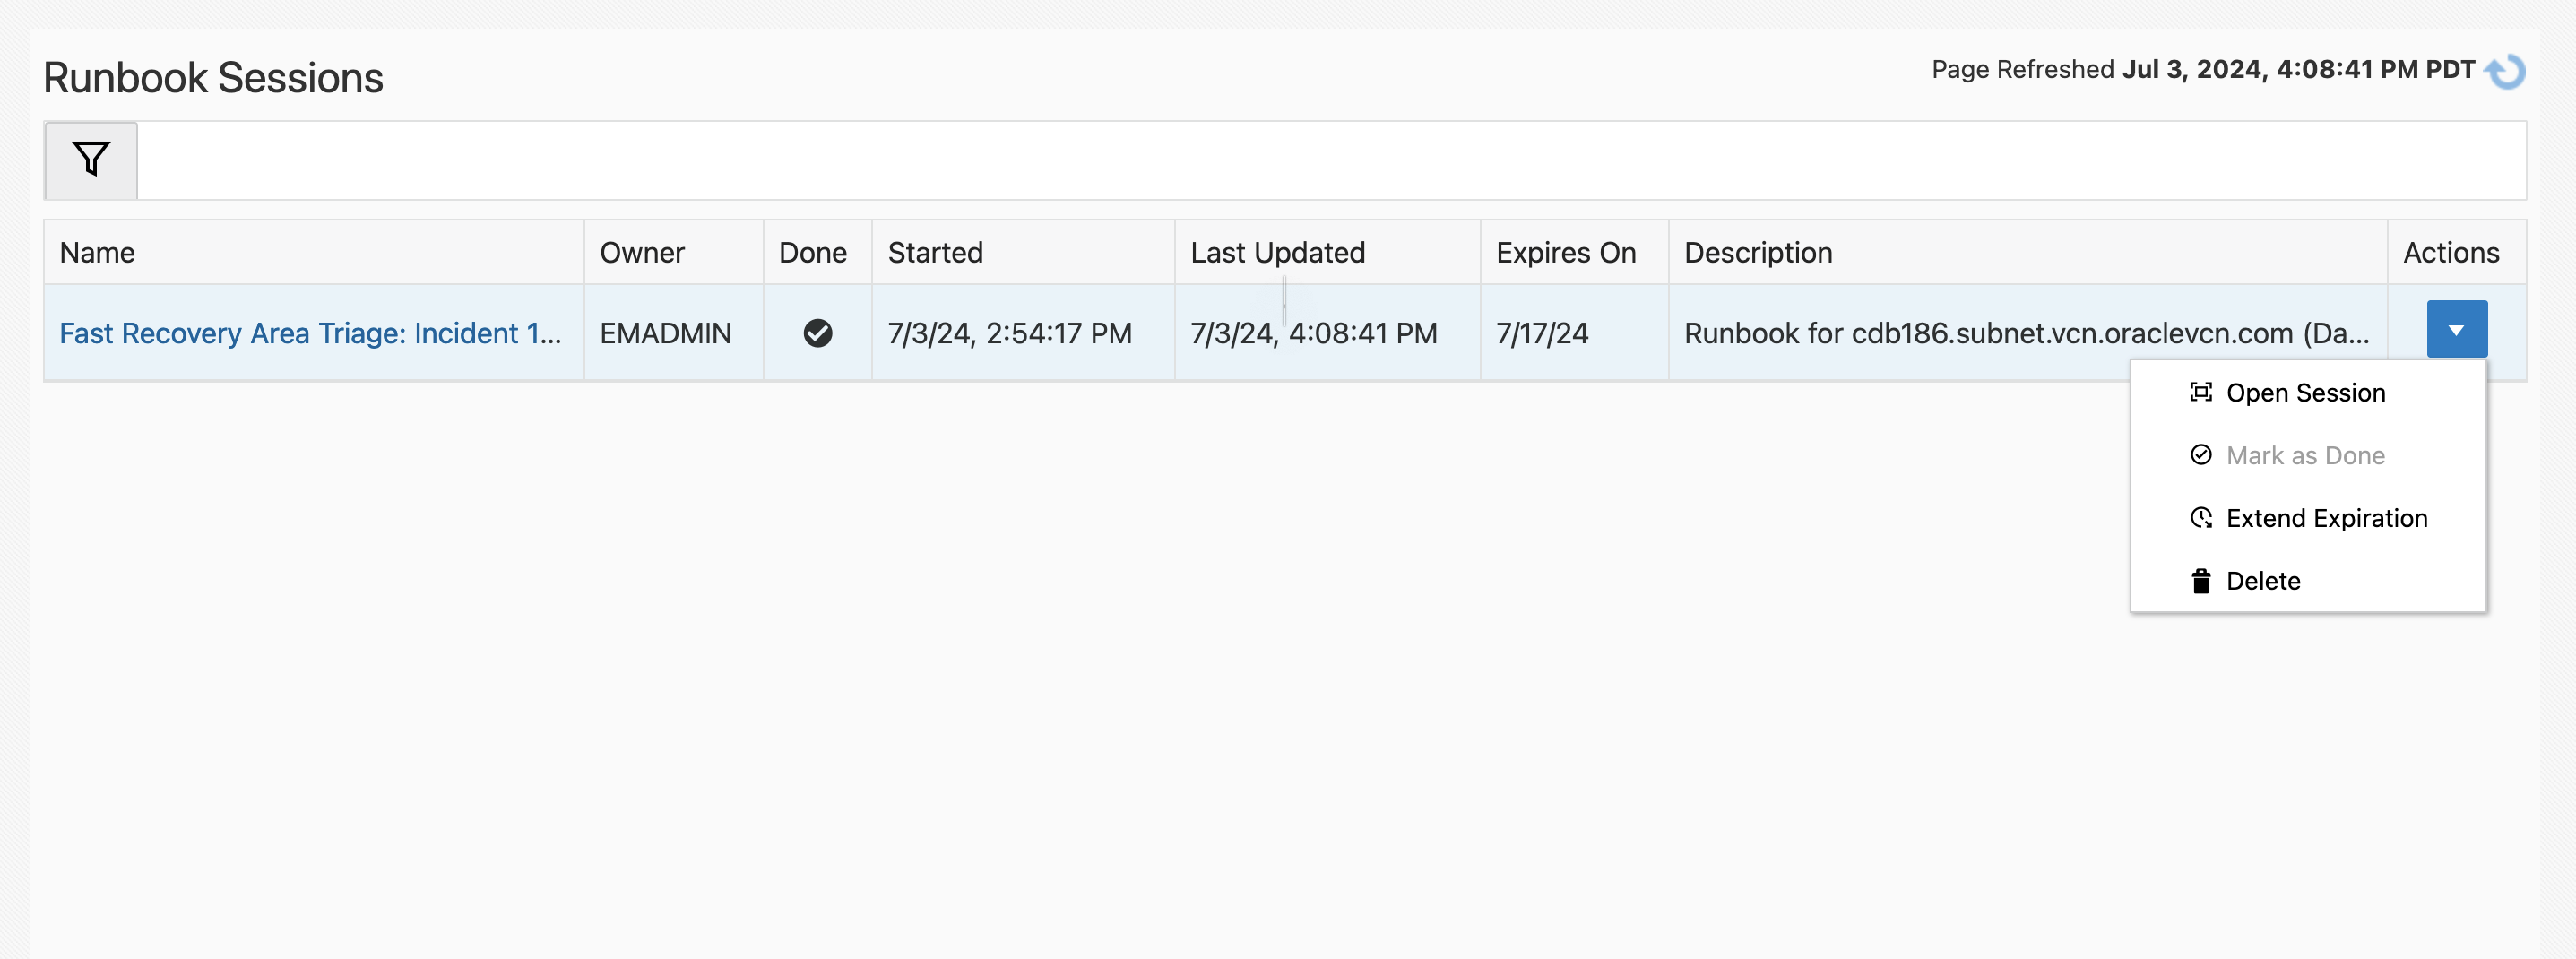 Runbook Sessions
Page Refreshed Jul 3, 2024, 4:08:41 PM PDT
Name Owner Done Started Last Updated Expires On Description Actions
Fast Recovery Area Triage: Incident 1... EMADMIN 7/3/24, 2:54:17 PM 7/3/24, 4:08:41 PM 7/17/24 Runbook for cdb186.subnet.vcn.oraclevcn.com (Da...
Open Session
Mark as Done
Extend Expiration
Delete